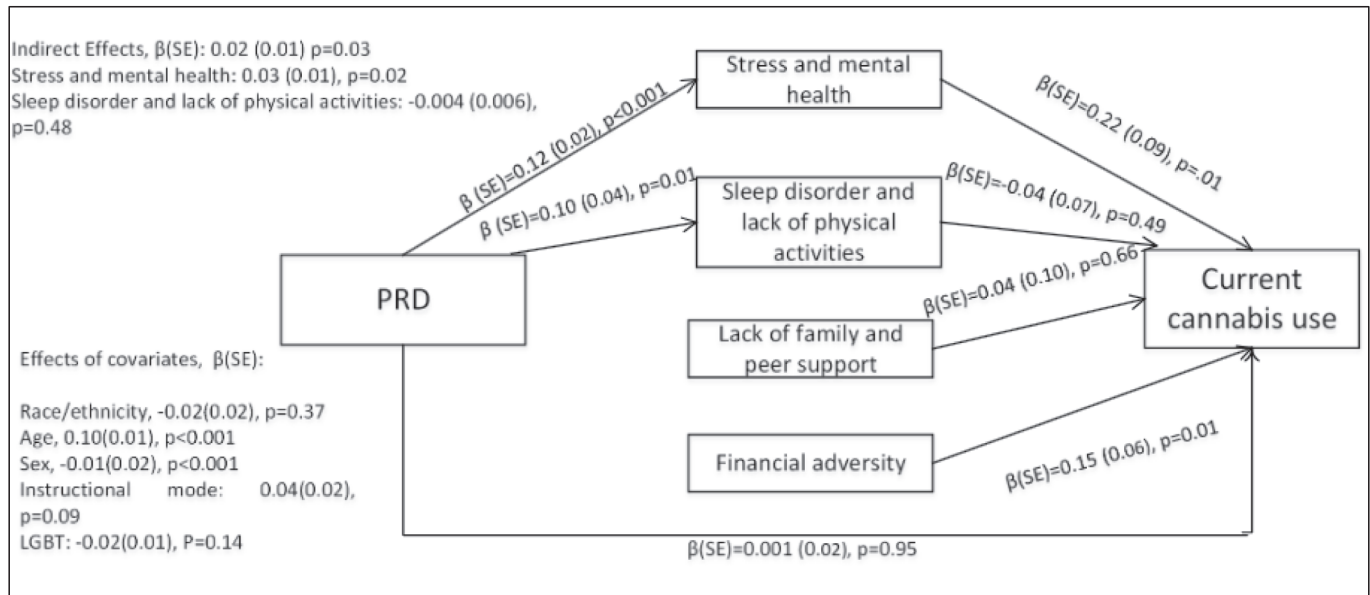 Indirect Effects, β(SE): 0.02 (0.01) p=0.03
Stress and mental health: 0.03 (0.01), p=0.02
Sleep disorder and lack of physical activities: -0.004 (0.006),
p=0.48
Stress and mental
health
β (SE)=0.12 (0.02), p<0.001
β(SE)=0.22 (0.09), p=.01
β (SE)=0.10 (0.04), p=0.01
Sleep disorder and
lack of physical
activities
β(SE)=-0.04 (0.07), p=0.49
PRD
β(SE)=0.04 (0.10), p=0.66
Current
cannabis use
Lack of family and
peer support
Financial adversity
β(SE)=0.15 (0.06), p=0.01
Effects of covariates, β(SE):
Race/ethnicity, -0.02(0.02), p=0.37
Age, 0.10(0.01), p<0.001
Sex, -0.01(0.02), p<0.001
Instructional mode: 0.04(0.02),
p=0.09
LGBT: -0.02(0.01), P=0.14
β(SE)=0.001 (0.02), p=0.95